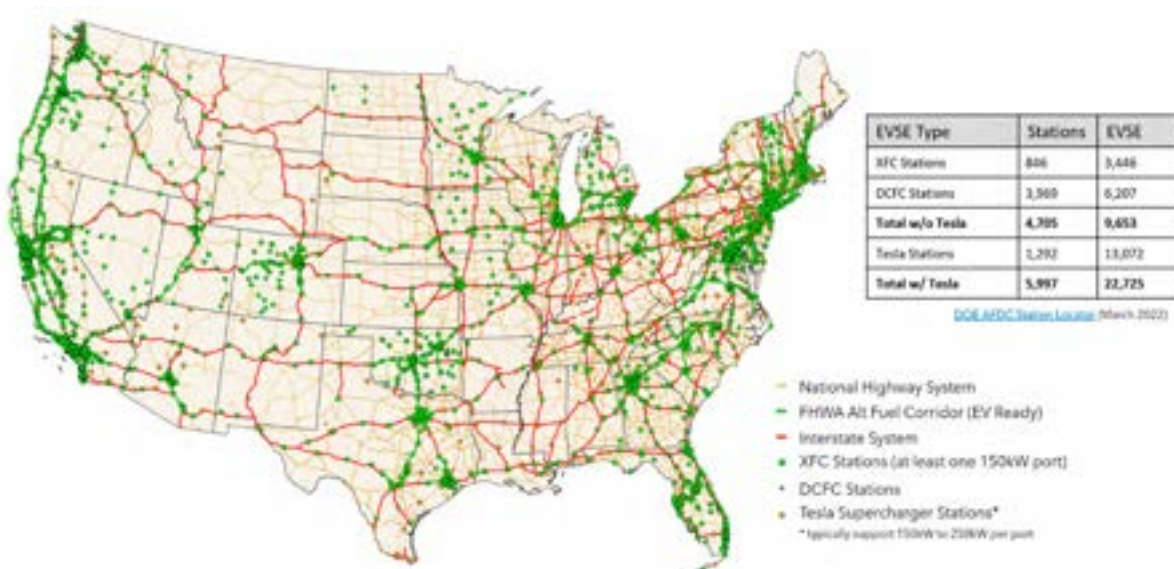 EVSE Type Stations EVSE
XFC Stations 846 3,446
DCFC Stations 6,207
Total w/o Tesla 4,705 9,653
Tesla Stations 1,292 13,072
Total w/ Tesla 5,997 22,725
DOE AFDC Station Locator (March 2022)
National Highway System
FHWA Alt Fuel Corridor (EV Ready)
Interstate System
XFC Stations (at least one 150kW port)
DCFC Stations
Tesla Supercharger Stations*
* typically support 150kW to 250kW per port